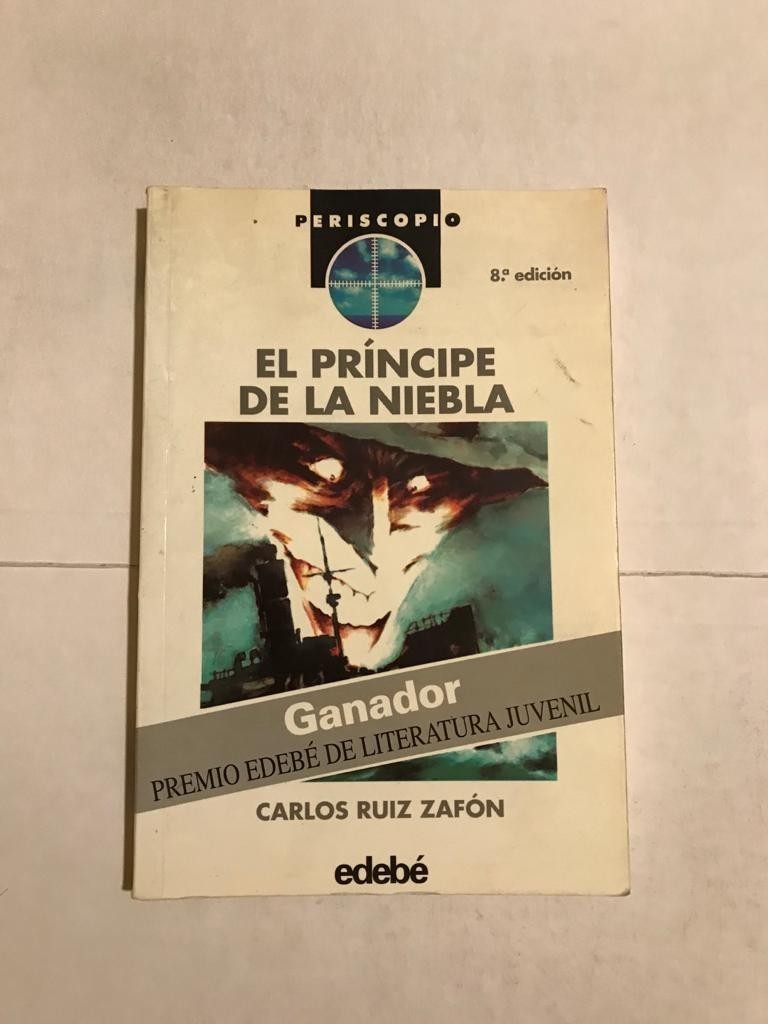 PERISCOPIO
8.ª edición
EL PRÍNCIPE
DE LA NIEBLA
Ganador
PREMIO EDEBÉ DE LITERATURA JUVENIL
CARLOS RUIZ ZAFÓN
edebé